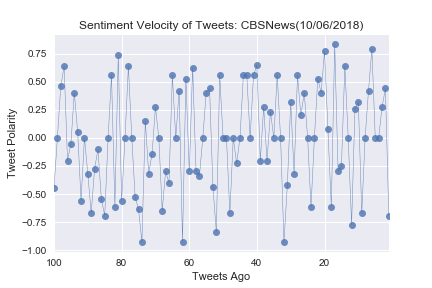 Sentiment Velocity of Tweets: CBSNews(10/06/2018)
Tweet Polarity
0.75
0.50
0.25
0.00
−0.25
−0.50
−0.75
−1.00
100 80 60 40 20
Tweets Ago